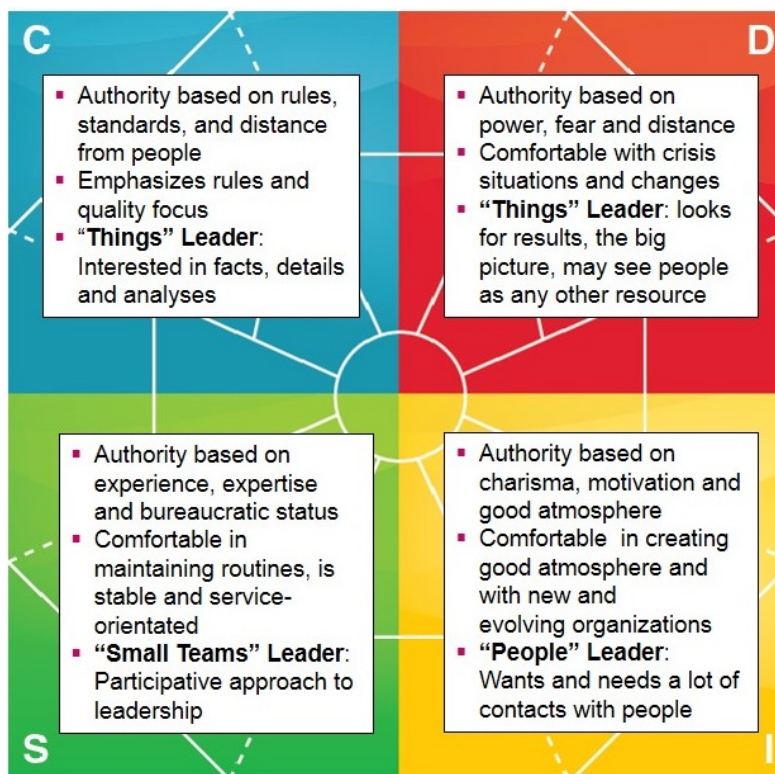 C
▪ Authority based on rules,
standards, and distance
from people
▪ Emphasizes rules and
quality focus
▪ “Things” Leader:
Interested in facts, details
and analyses
D
▪ Authority based on
power, fear and distance
▪ Comfortable with crisis
situations and changes
▪ “Things” Leader: looks
for results, the big
picture, may see people
as any other resource
▪ Authority based on
experience, expertise
and bureaucratic status
▪ Comfortable in
maintaining routines, is
stable and service-
orientated
▪ “Small Teams” Leader:
Participative approach to
leadership
S
▪ Authority based on
charisma, motivation and
good atmosphere
▪ Comfortable in creating
good atmosphere and
with new and
evolving organizations
▪ “People” Leader:
Wants and needs a lot of
contacts with people
I